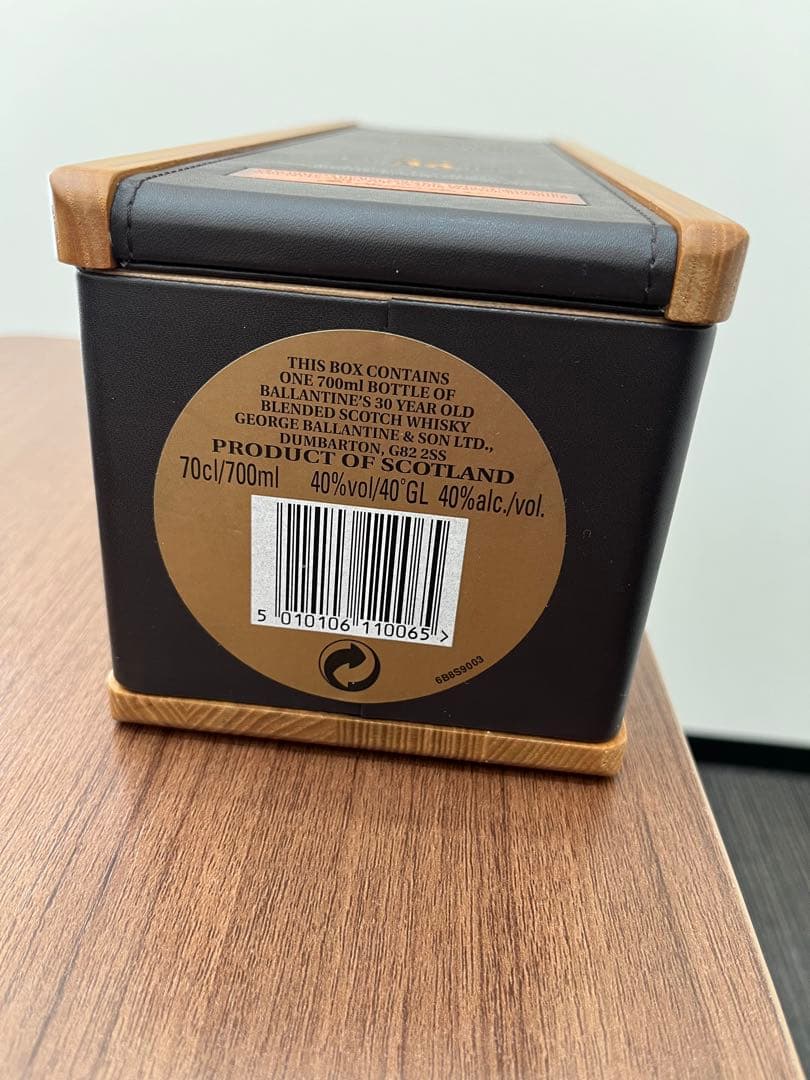 THIS BOX CONTAINS
ONE 700ml BOTTLE OF
BALLANTINE'S 30 YEAR OLD
BLENDED SCOTCH WHISKY
GEORGE BALLANTINE & SON LTD.,
DUMBARTON, G82 2SS
PRODUCT OF SCOTLAND
70cl/700ml 40%vol/40°GL 40%alc./vol.
5 010106 110065 >
6B8S9003